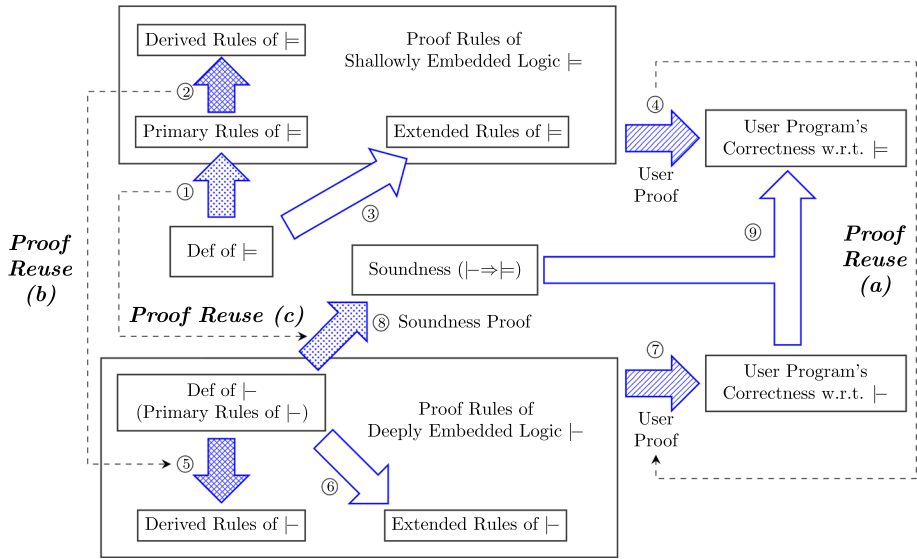 Derived Rules of |=
Proof Rules of
Shallowly Embedded Logic |=
②
④
Primary Rules of |=
Extended Rules of |=
User Program's
Correctness w.r.t. |=
User
Proof
①
③
Def of |=
⑨
Proof
Reuse
(b)
Proof
Reuse
(a)
Soundness (|−⇒|=)
Proof Reuse (c)
⑧ Soundness Proof
⑦
Def of |−
(Primary Rules of |−)
User Program's
Correctness w.r.t. |−
Proof Rules of
Deeply Embedded Logic |−
User
Proof
⑤
⑥
Derived Rules of |−
Extended Rules of |−